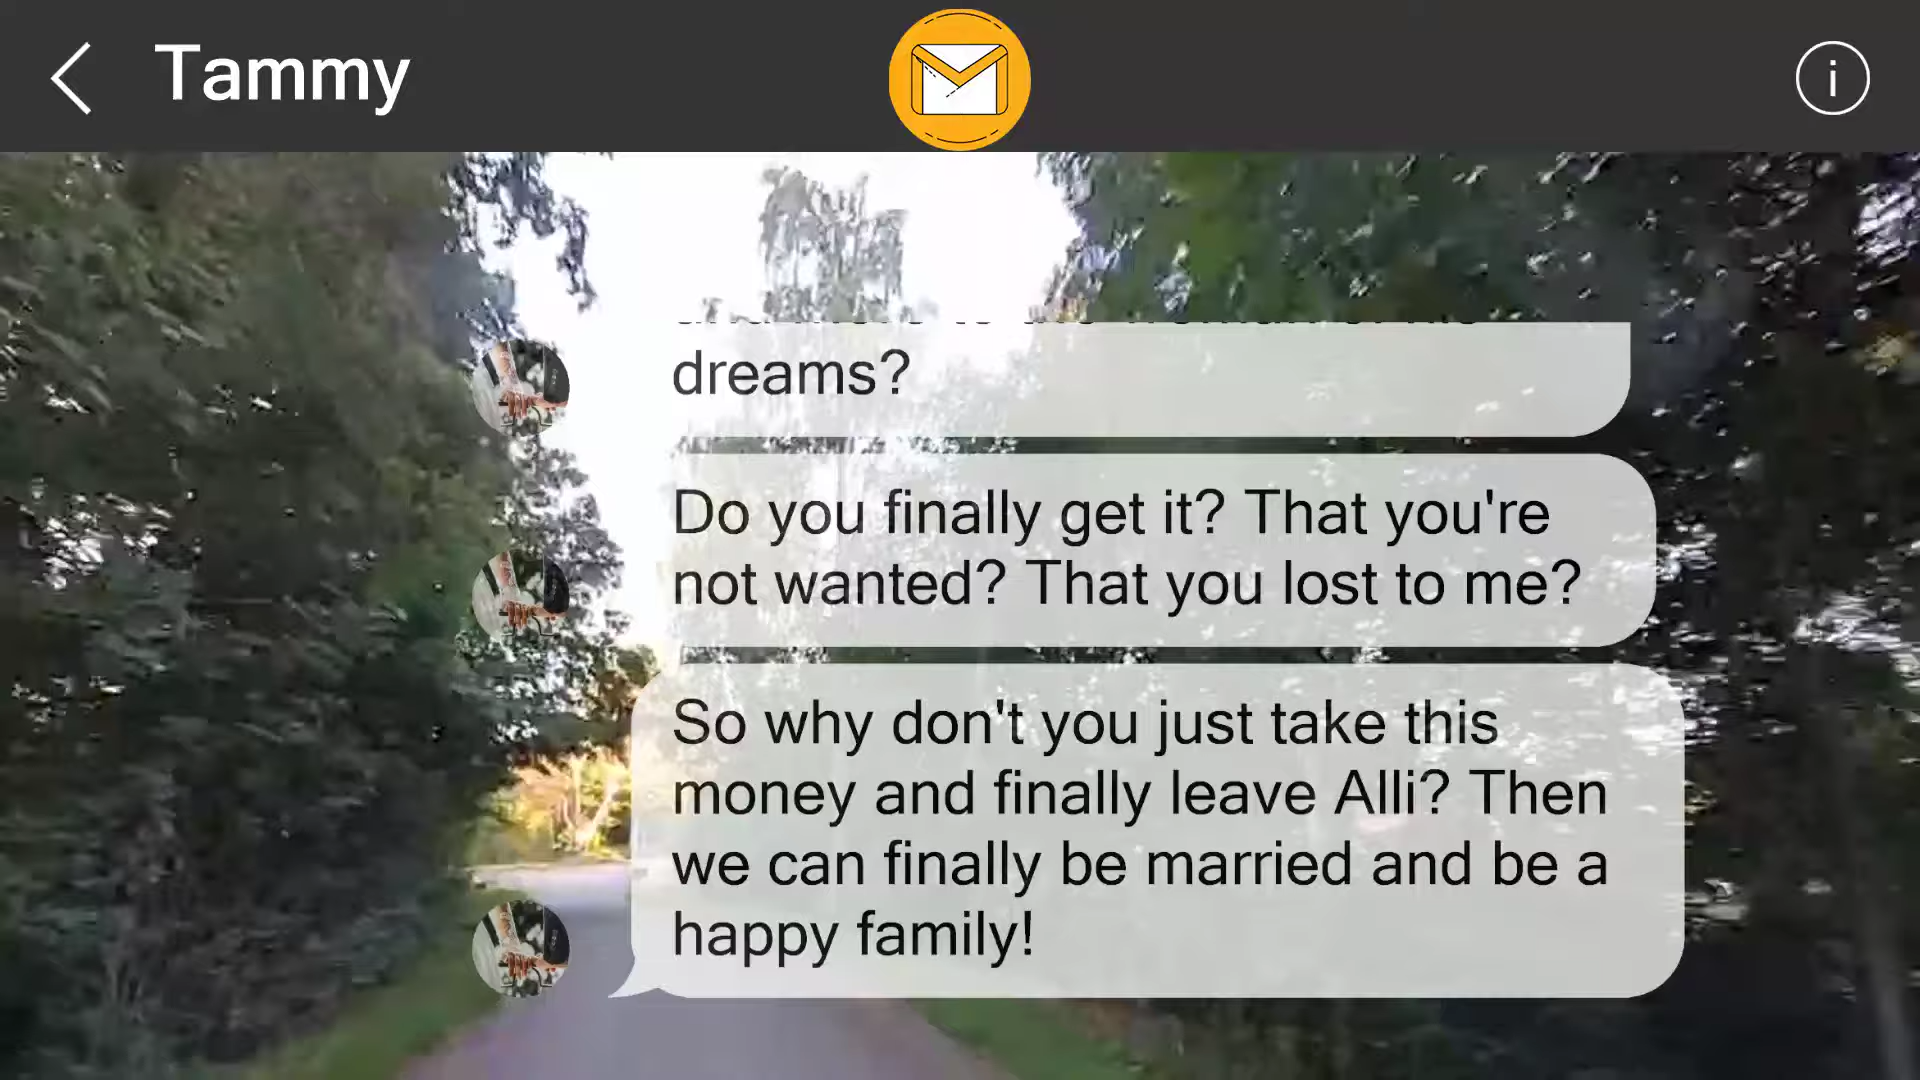 Tammy
dreams?
Do you finally get it? That you're
not wanted? That you lost to me?
So why don't you just take this
money and finally leave Alli? Then
we can finally be married and be a
happy family!